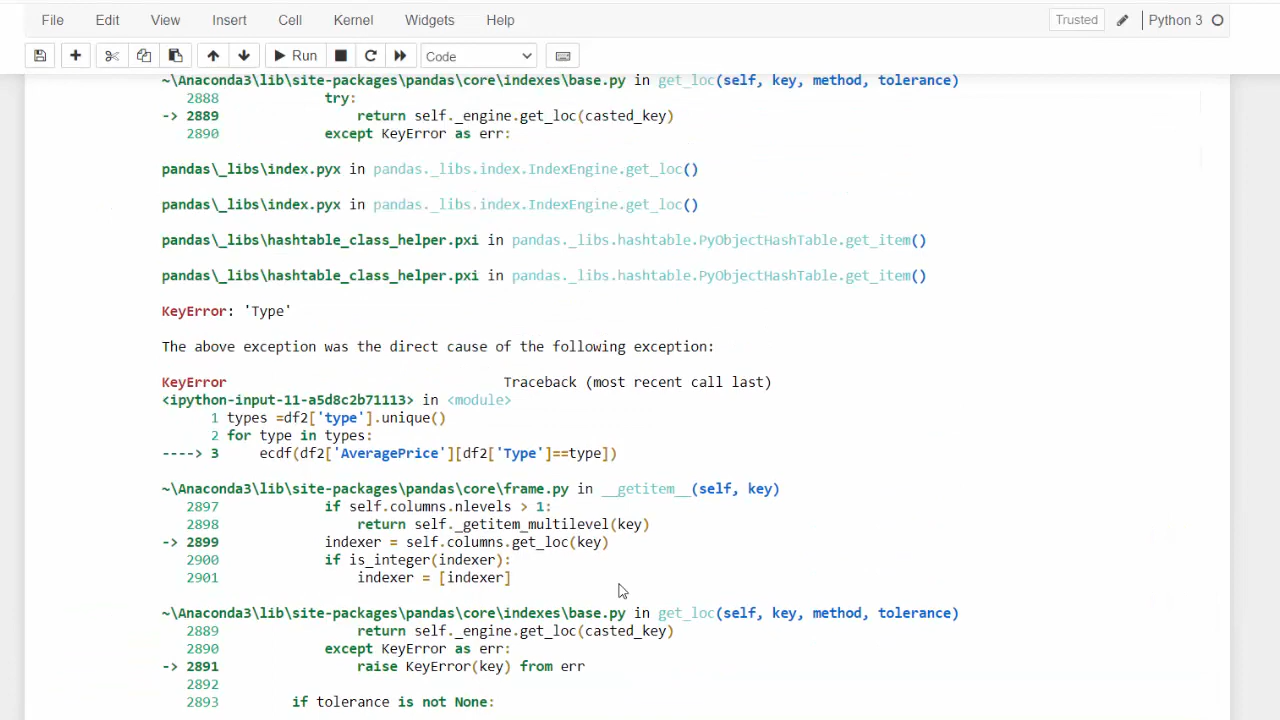 File Edit View Insert Cell Kernel Widgets Help Trusted Python 3
Run Code
~\Anaconda3\lib\site-packages\pandas\core\indexes\base.py in get_loc(self, key, method, tolerance)
2888 try:
-> 2889 return self._engine.get_loc(casted_key)
2890 except KeyError as err:
pandas\_libs\index.pyx in pandas._libs.index.IndexEngine.get_loc()
pandas\_libs\index.pyx in pandas._libs.index.IndexEngine.get_loc()
pandas\_libs\hashtable_class_helper.pxi in pandas._libs.hashtable.PyObjectHashTable.get_item()
pandas\_libs\hashtable_class_helper.pxi in pandas._libs.hashtable.PyObjectHashTable.get_item()
KeyError: 'Type'
The above exception was the direct cause of the following exception:
KeyError Traceback (most recent call last)
<ipython-input-11-a5d8c2b71113> in <module>
1 types =df2['type'].unique()
2 for type in types:
----> 3 ecdf(df2['AveragePrice'][df2['Type']==type])
~\Anaconda3\lib\site-packages\pandas\core\frame.py in __getitem__(self, key)
2897 if self.columns.nlevels > 1:
2898 return self._getitem_multilevel(key)
-> 2899 indexer = self.columns.get_loc(key)
2900 if is_integer(indexer):
2901 indexer = [indexer]
~\Anaconda3\lib\site-packages\pandas\core\indexes\base.py in get_loc(self, key, method, tolerance)
2889 return self._engine.get_loc(casted_key)
2890 except KeyError as err:
-> 2891 raise KeyError(key) from err
2892
2893 if tolerance is not None: